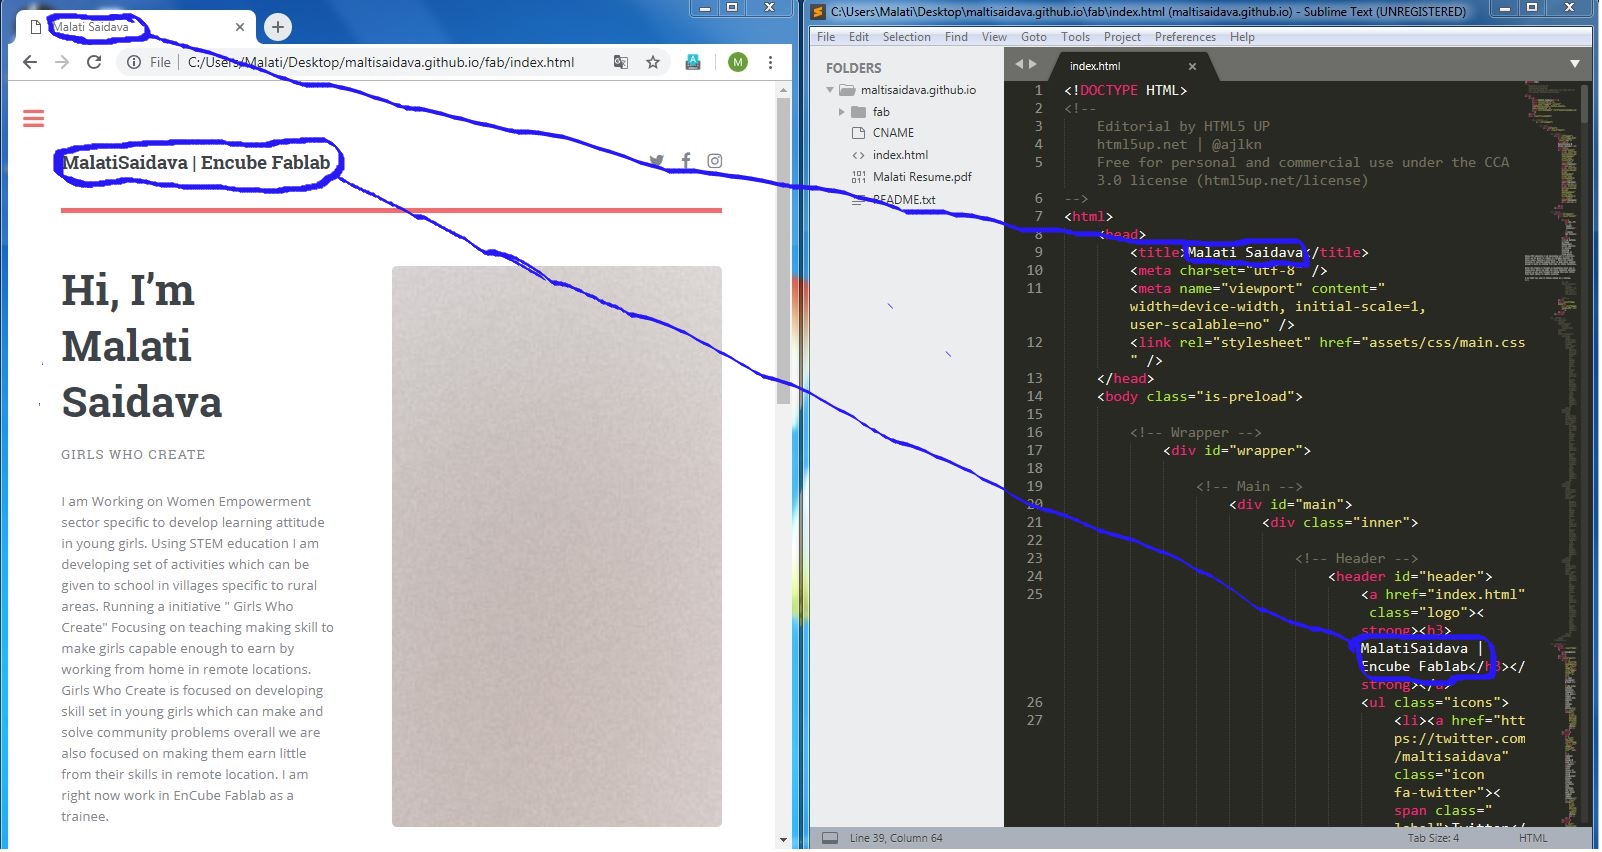 Malati Saidava
File C:/Users/Malati/Desktop/maltisaidava.github.io/fab/index.html
M
MalatiSaidava | Encube Fablab
Hi, I’m
Malati
Saidava
GIRLS WHO CREATE
I am Working on Women Empowerment
sector specific to develop learning attitude
in young girls. Using STEM education I am
developing set of activities which can be
given to school in villages specific to rural
areas. Running a initiative " Girls Who
Create" Focusing on teaching making skill to
make girls capable enough to earn by
working from home in remote locations.
Girls Who Create is focused on developing
skill set in young girls which can make and
solve community problems overall we are
also focused on making them earn little
from their skills in remote location. I am
right now work in EnCube Fablab as a
trainee.
C:\Users\Malati\Desktop\maltisaidava.github.io\fab\index.html (maltisaidava.github.io) - Sublime Text (UNREGISTERED)
File Edit Selection Find View Goto Tools Project Preferences Help
FOLDERS
maltisaidava.github.io
fab
CNAME
index.html
Malati Resume.pdf
README.txt
index.html
1 <!DOCTYPE HTML>
2 <!--
3 Editorial by HTML5 UP
4 html5up.net | @ajlkn
5 Free for personal and commercial use under the CCA
3.0 license (html5up.net/license)
6 -->
7 <html>
8 <head>
9 <title>Malati Saidava</title>
10 <meta charset="utf-8" />
11 <meta name="viewport" content="
width=device-width, initial-scale=1,
user-scalable=no" />
12 <link rel="stylesheet" href="assets/css/main.css
" />
13 </head>
14 <body class="is-preload">
15
16 <!-- Wrapper -->
17 <div id="wrapper">
18
19 <!-- Main -->
20 <div id="main">
21 <div class="inner">
22
23 <!-- Header -->
24 <header id="header">
25 <a href="index.html"
class="logo"><
strong><h3>
MalatiSaidava |
Encube Fablab</h3></
strong></a>
26 <ul class="icons">
27 <li><a href="htt
ps://twitter.com
/maltisaidava"
class="icon
fa-twitter"><
span class="
label">Twitter</
Line 39, Column 64 Tab Size: 4 HTML